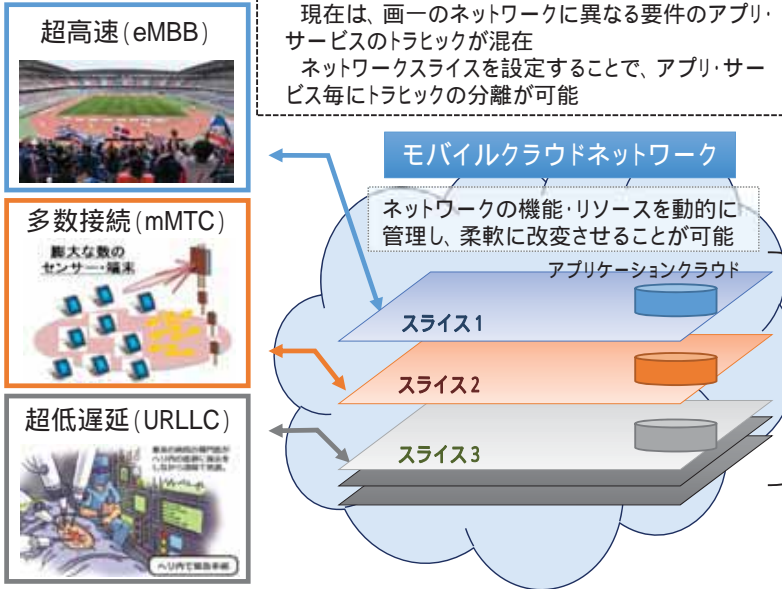 超高速(eMBB)
現在は、画一のネットワークに異なる要件のアプリ・
サービスのトラヒックが混在
ネットワークスライスを設定することで、アプリ・サー
ビス毎にトラヒックの分離が可能
モバイルクラウドネットワーク
ネットワークの機能・リソースを動的に
管理し、柔軟に改変させることが可能
アプリケーションクラウド
多数接続(mMTC)
膨大な数の
センサー・端末
スライス1
スライス2
超低遅延(URLLC)
スライス3
ヘリ内で緊急手術